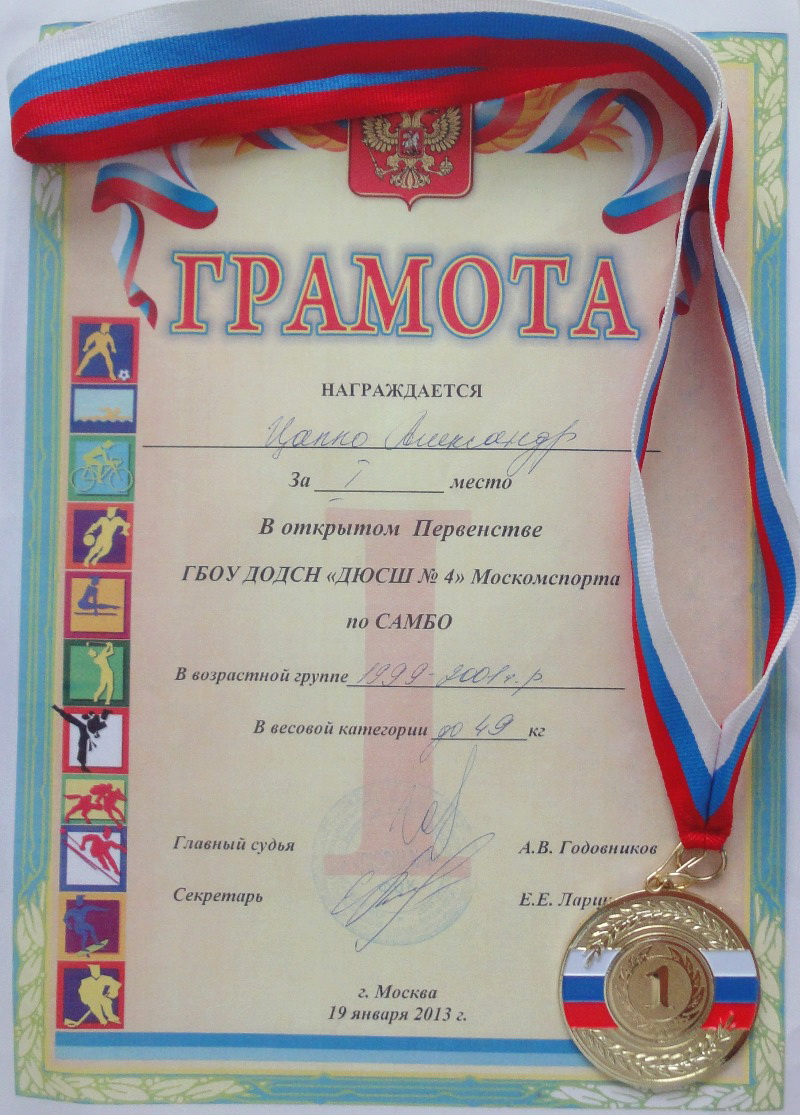 ГРАМОТА
НАГРАЖДАЕТСЯ
Цапко Александр
За I место
В открытом Первенстве
ГБОУ ДОДСН «ДЮСШ № 4» Москомспорта
по САМБО
В возрастной группе 1999-2001 г.р.
В весовой категории до 49 кг
Главный судья А.В. Годовников
Секретарь Е.Е.
г. Москва
19 января 2013 г.
1